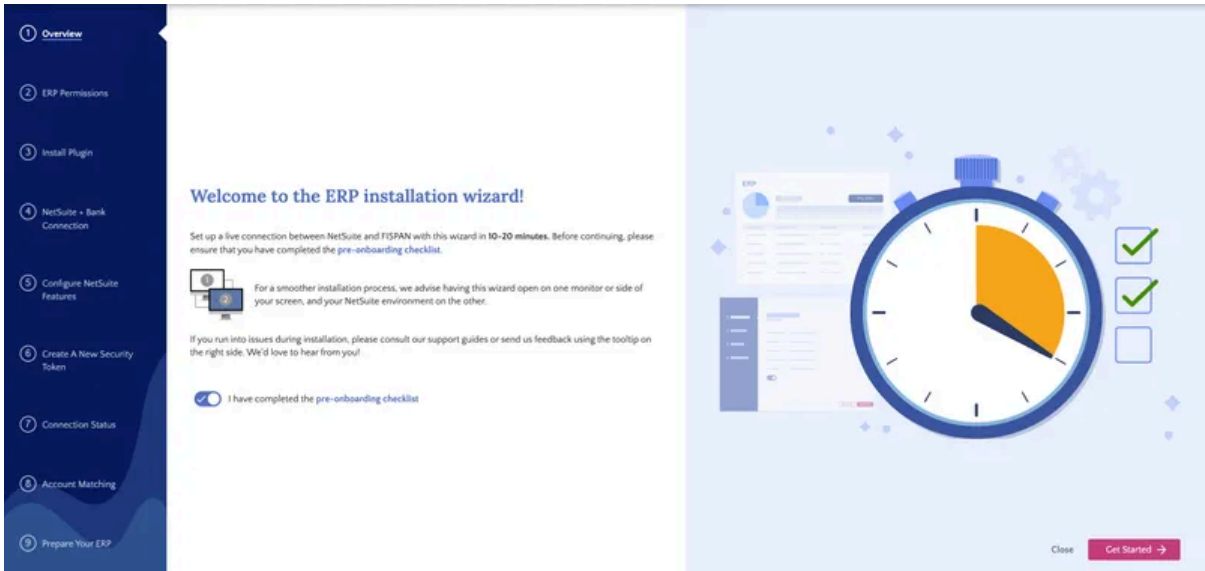 1 Overview
2 ERP Permissions
3 Install Plugin
4 NetSuite + Bank
Connection
5 Configure NetSuite
Features
6 Create A New Security
Token
7 Connection Status
8 Account Matching
9 Prepare Your ERP
Welcome to the ERP installation wizard!
Set up a live connection between NetSuite and FISPAN with this wizard in 10-20 minutes. Before continuing, please
ensure that you have completed the pre-onboarding checklist.
1
2
For a smoother installation process, we advise having this wizard open on one monitor or side of
your screen, and your NetSuite environment on the other.
If you run into issues during installation, please consult our support guides or send us feedback using the tooltip on
the right side. We'd love to hear from you!
I have completed the pre-onboarding checklist
ERP
Close
Get Started →